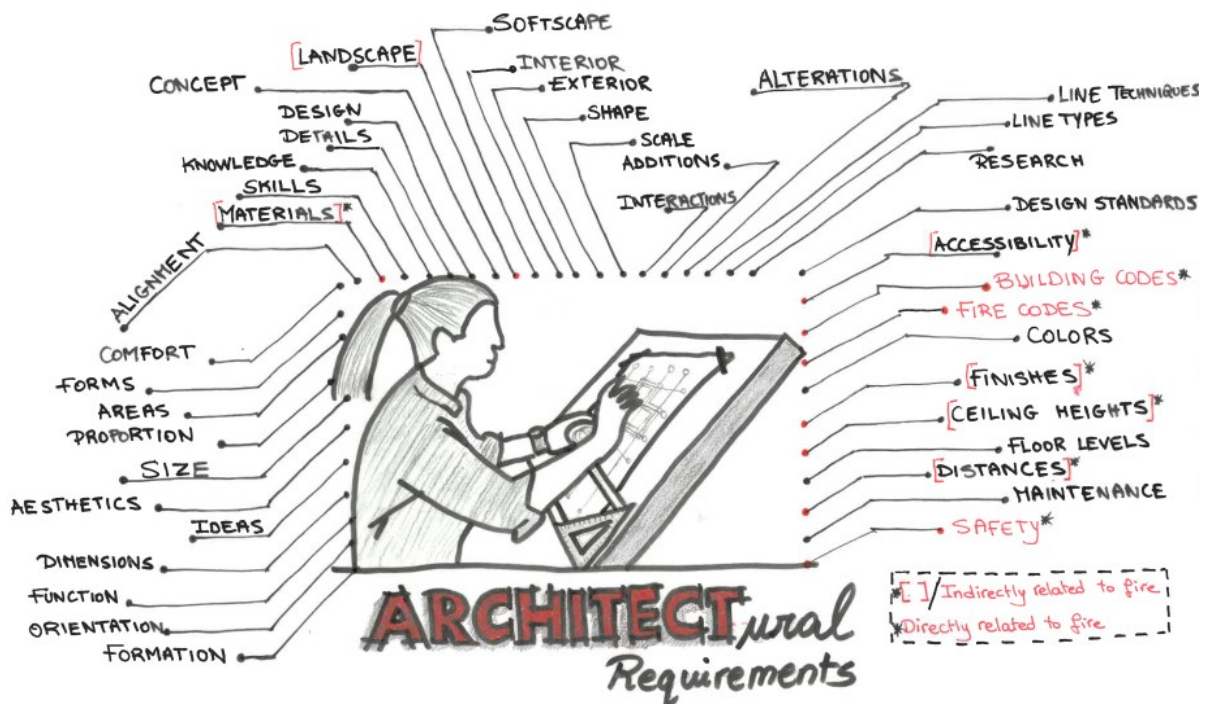 SOFTSCAPE
[LANDSCAPE]
INTERIOR
CONCEPT
EXTERIOR
ALTERATIONS
LINE TECHNIQUES
DESIGN
SHAPE
LINE TYPES
DETAILS
SCALE
KNOWLEDGE
ADDITIONS
RESEARCH
SKILLS
INTERACTIONS
[MATERIALS]*
DESIGN STANDARDS
ALIGNMENT
[ACCESSIBILITY]*
BUILDING CODES*
FIRE CODES*
COMFORT
COLORS
FORMS
[FINISHES]*
AREAS
[CEILING HEIGHTS]*
PROPORTION
FLOOR LEVELS
SIZE
[DISTANCES]*
AESTHETICS
MAINTENANCE
IDEAS
SAFETY*
DIMENSIONS
FUNCTION
ORIENTATION
FORMATION
ARCHITECTural
Requirements
*[ ]/Indirectly related to fire
*Directly related to fire